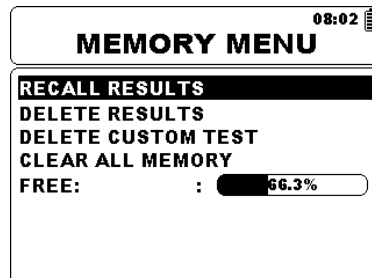 08:02
MEMORY MENU
RECALL RESULTS
DELETE RESULTS
DELETE CUSTOM TEST
CLEAR ALL MEMORY
FREE: : 66.3%